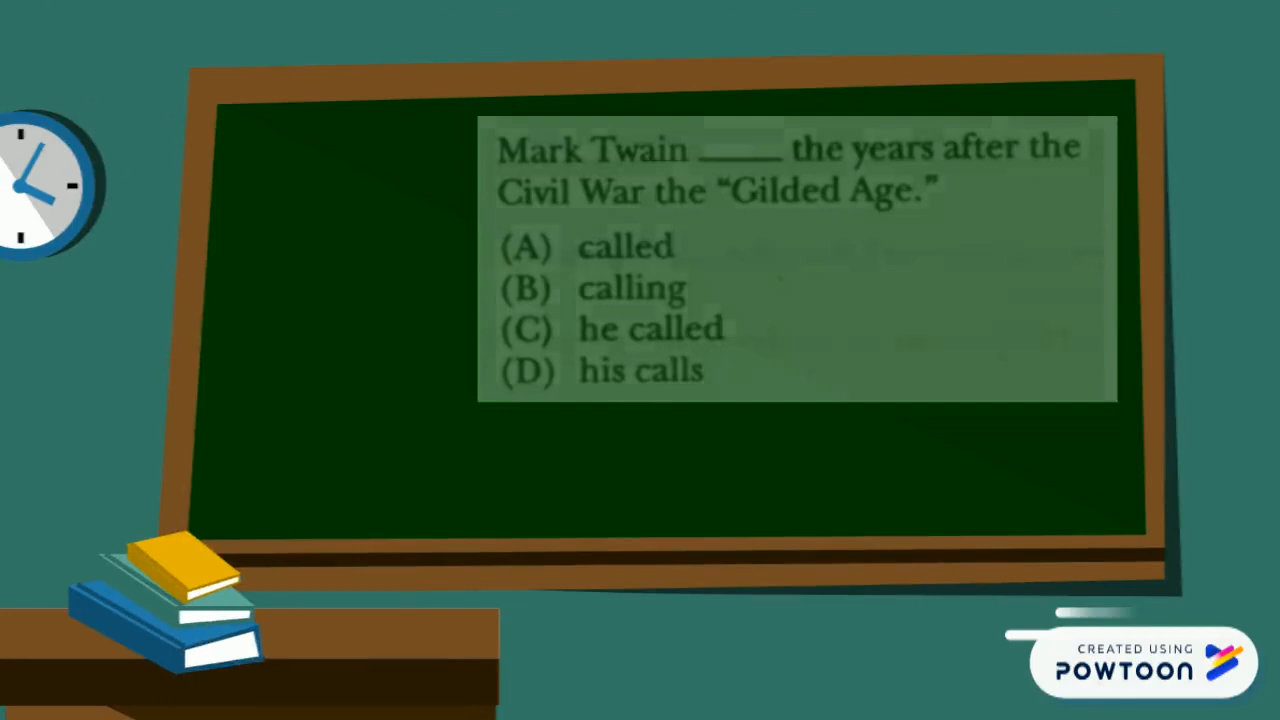 Mark Twain _____ the years after the
Civil War the “Gilded Age.”
(A) called
(B) calling
(C) he called
(D) his calls
CREATED USING
POWTOON